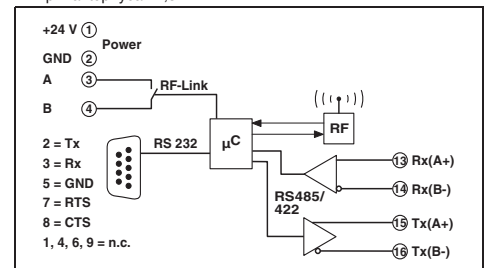 +24 V 1
Power
GND 2
A 3
RF-Link
B 4
2 = Tx
3 = Rx
5 = GND
7 = RTS
8 = CTS
1, 4, 6, 9 = n.c.
RS 232
µC
RF
13 Rx(A+)
14 Rx(B-)
RS485/
422
15 Tx(A+)
16 Tx(B-)